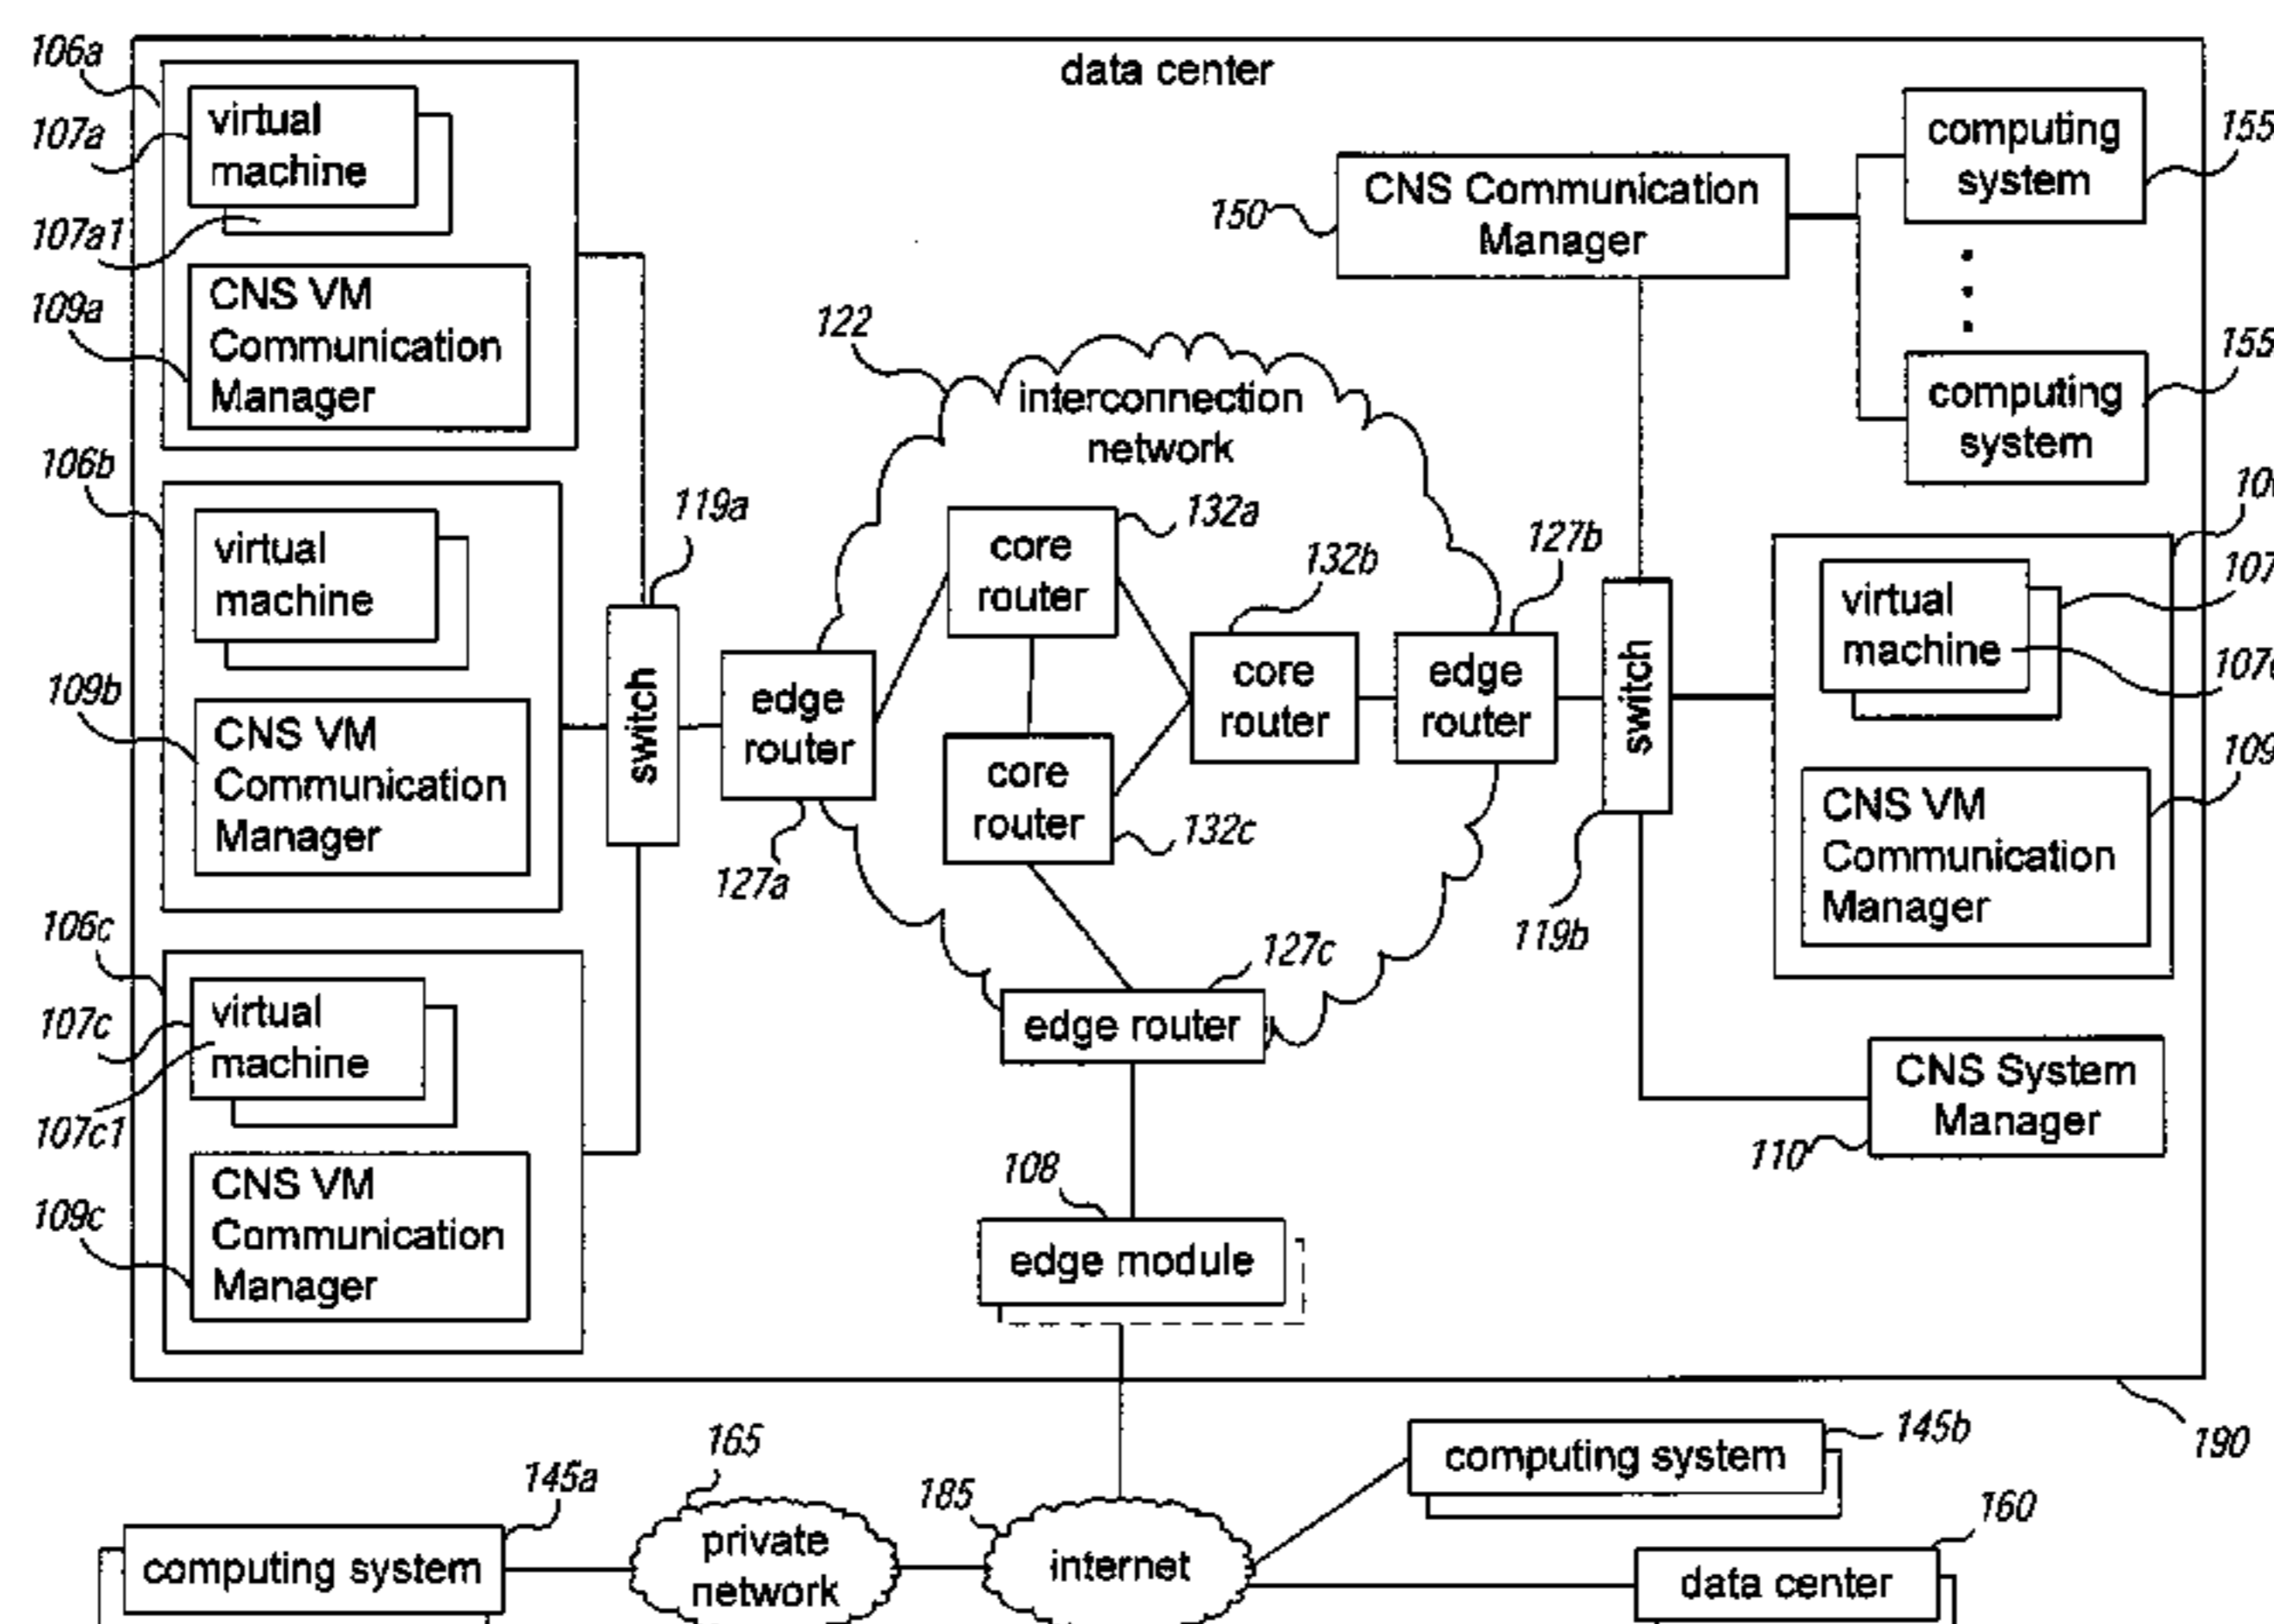 data center
106a
107a
virtual
machine
107a1
109a
CNS VM
Communication
Manager
106b
virtual
machine
109b
CNS VM
Communication
Manager
106c
107c
virtual
machine
107c1
109c
CNS VM
Communication
Manager
119a
switch
122
interconnection
network
edge
router
127a
core
router
132a
core
router
132b
core
router
132c
edge
router
127b
127c
edge router
108
edge module
150
CNS Communication
Manager
computing
system
155
computing
system
155
switch
119b
virtual
machine
107
CNS VM
Communication
Manager
109
CNS System
Manager
110
190
165
145a
computing system
private
network
185
internet
145b
computing system
160
data center